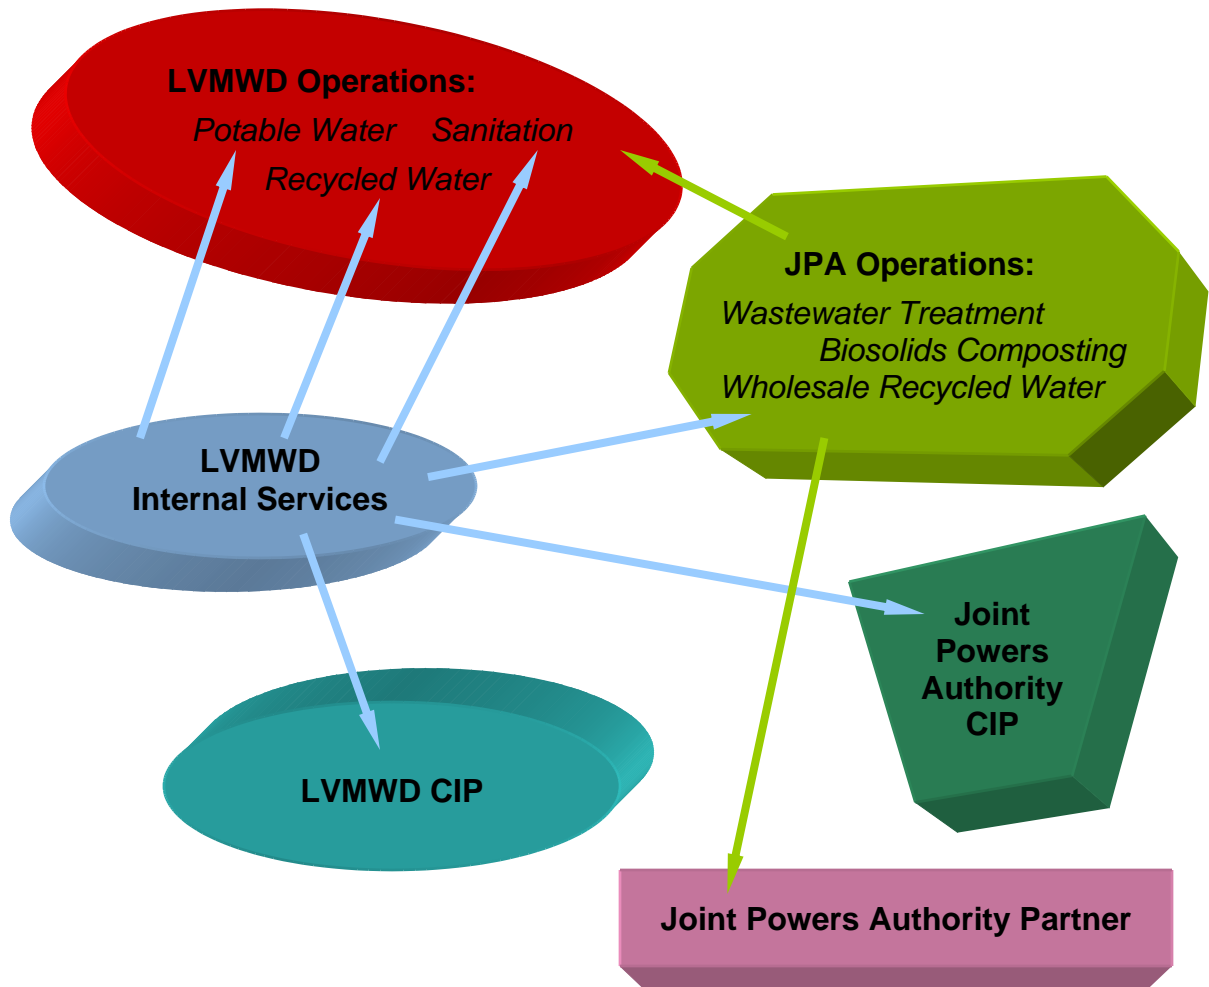 LVMWD Operations:
Potable Water Sanitation
Recycled Water
JPA Operations:
Wastewater Treatment
Biosolids Composting
Wholesale Recycled Water
LVMWD
Internal Services
Joint
Powers
Authority
CIP
LVMWD CIP
Joint Powers Authority Partner